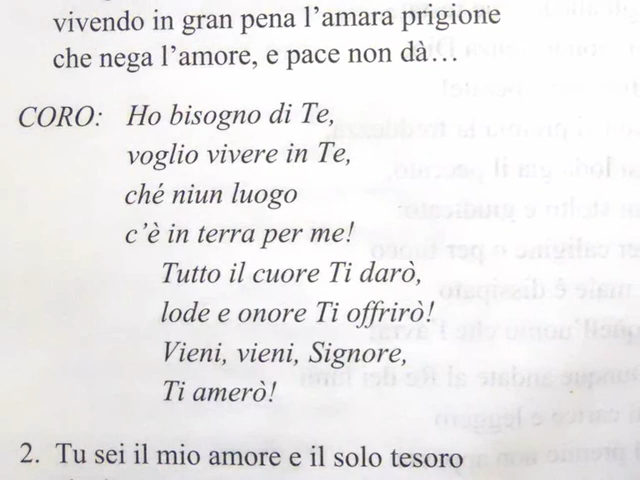 vivendo in gran pena l'amara prigione
che nega l'amore, e pace non dà...
CORO: Ho bisogno di Te,
voglio vivere in Te,
ché niun luogo
c'è in terra per me!
Tutto il cuore Ti darò,
lode e onore Ti offrirò!
Vieni, vieni, Signore,
Ti amerò!
2. Tu sei il mio amore e il solo tesoro